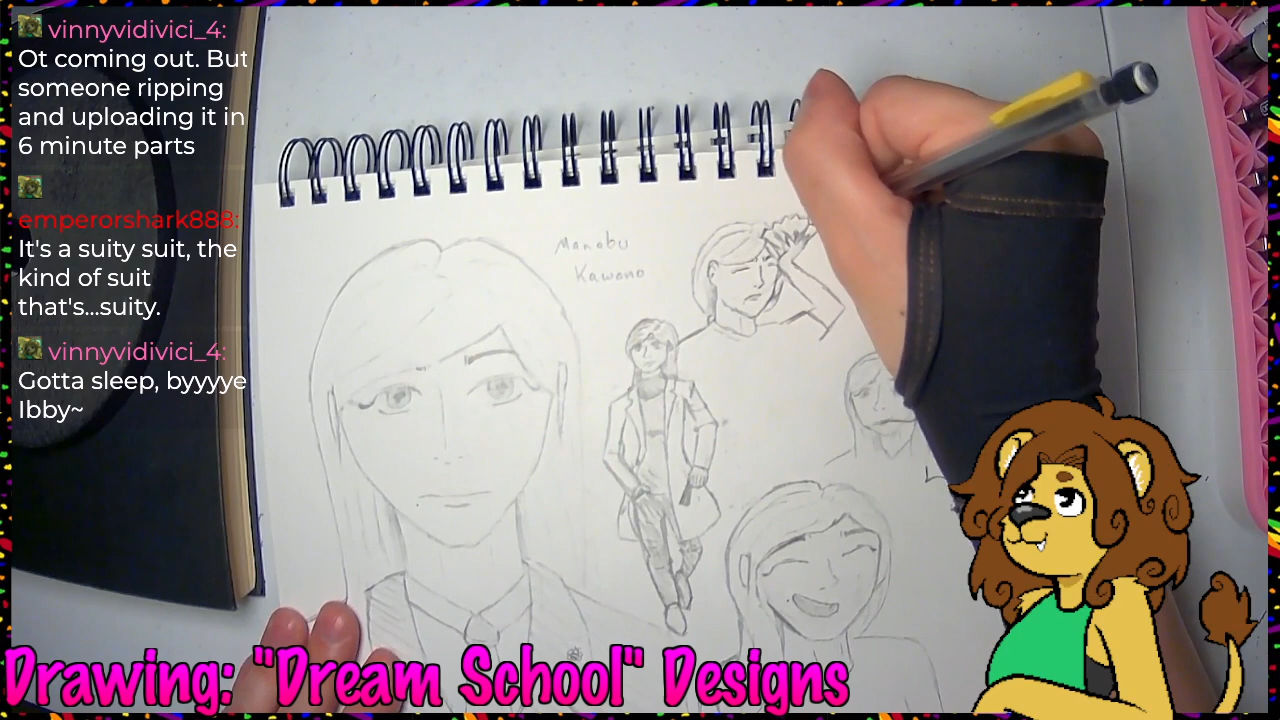 vinnyvidivici_4:
Ot coming out. But
someone ripping
and uploading it in
6 minute parts
emperorshark888:
It's a suity suit, the
kind of suit
that's...suity.
vinnyvidivici_4:
Gotta sleep, byyyye
Ibby~
Manabu
Kawano
Drawing: "Dream School" Designs